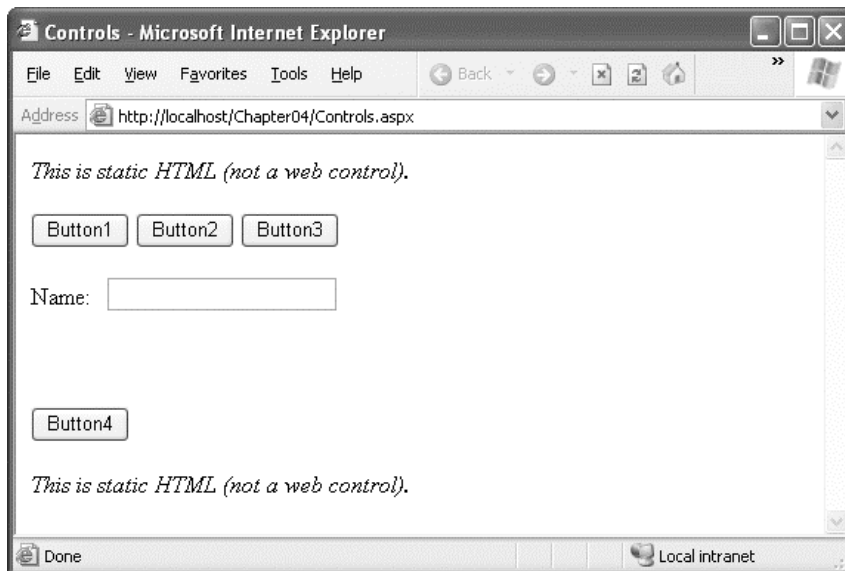 Controls - Microsoft Internet Explorer
File Edit View Favorites Tools Help Back »
Address http://localhost/Chapter04/Controls.aspx
This is static HTML (not a web control).
Button1 Button2 Button3
Name:
Button4
This is static HTML (not a web control).
Done Local intranet